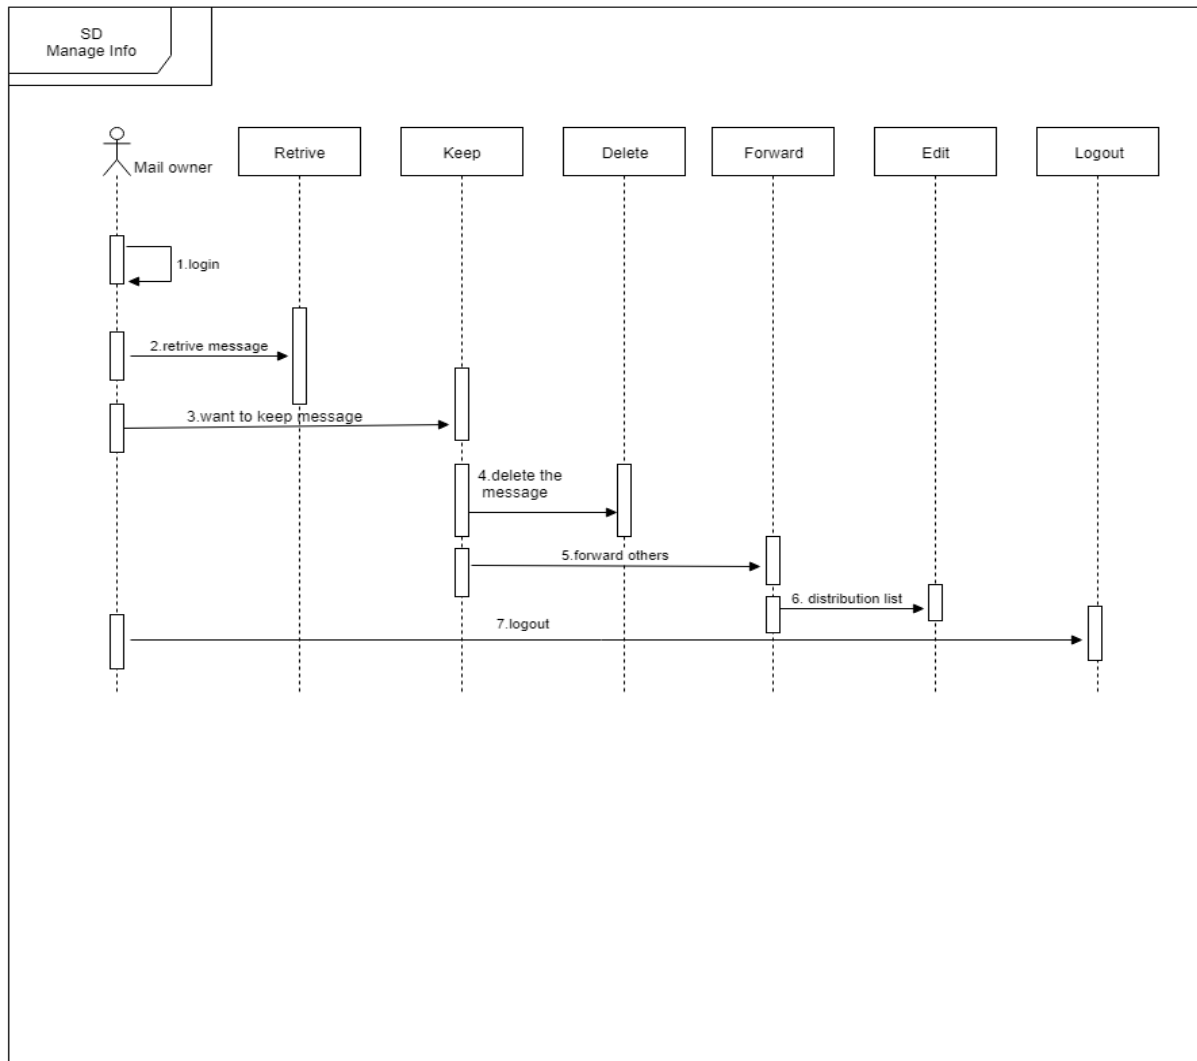 SD
Manage Info
Mail owner
Retrive
Keep
Delete
Forward
Edit
Logout
1.login
2.retrive message
3.want to keep message
4.delete the
message
5.forward others
6. distribution list
7.logout